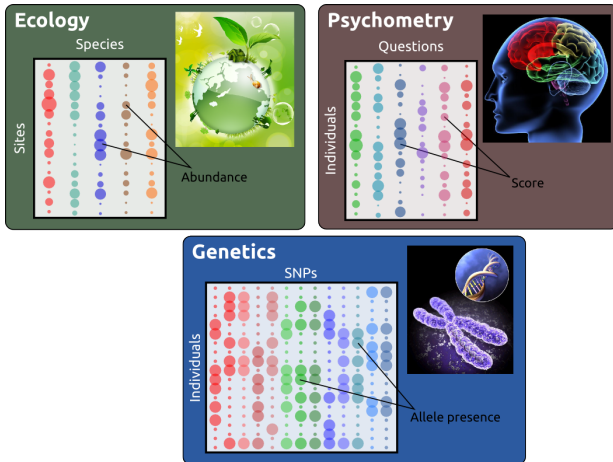 Ecology
Species
Sites
Abundance
Psychometry
Questions
Individuals
Score
Genetics
SNPs
Individuals
Allele presence